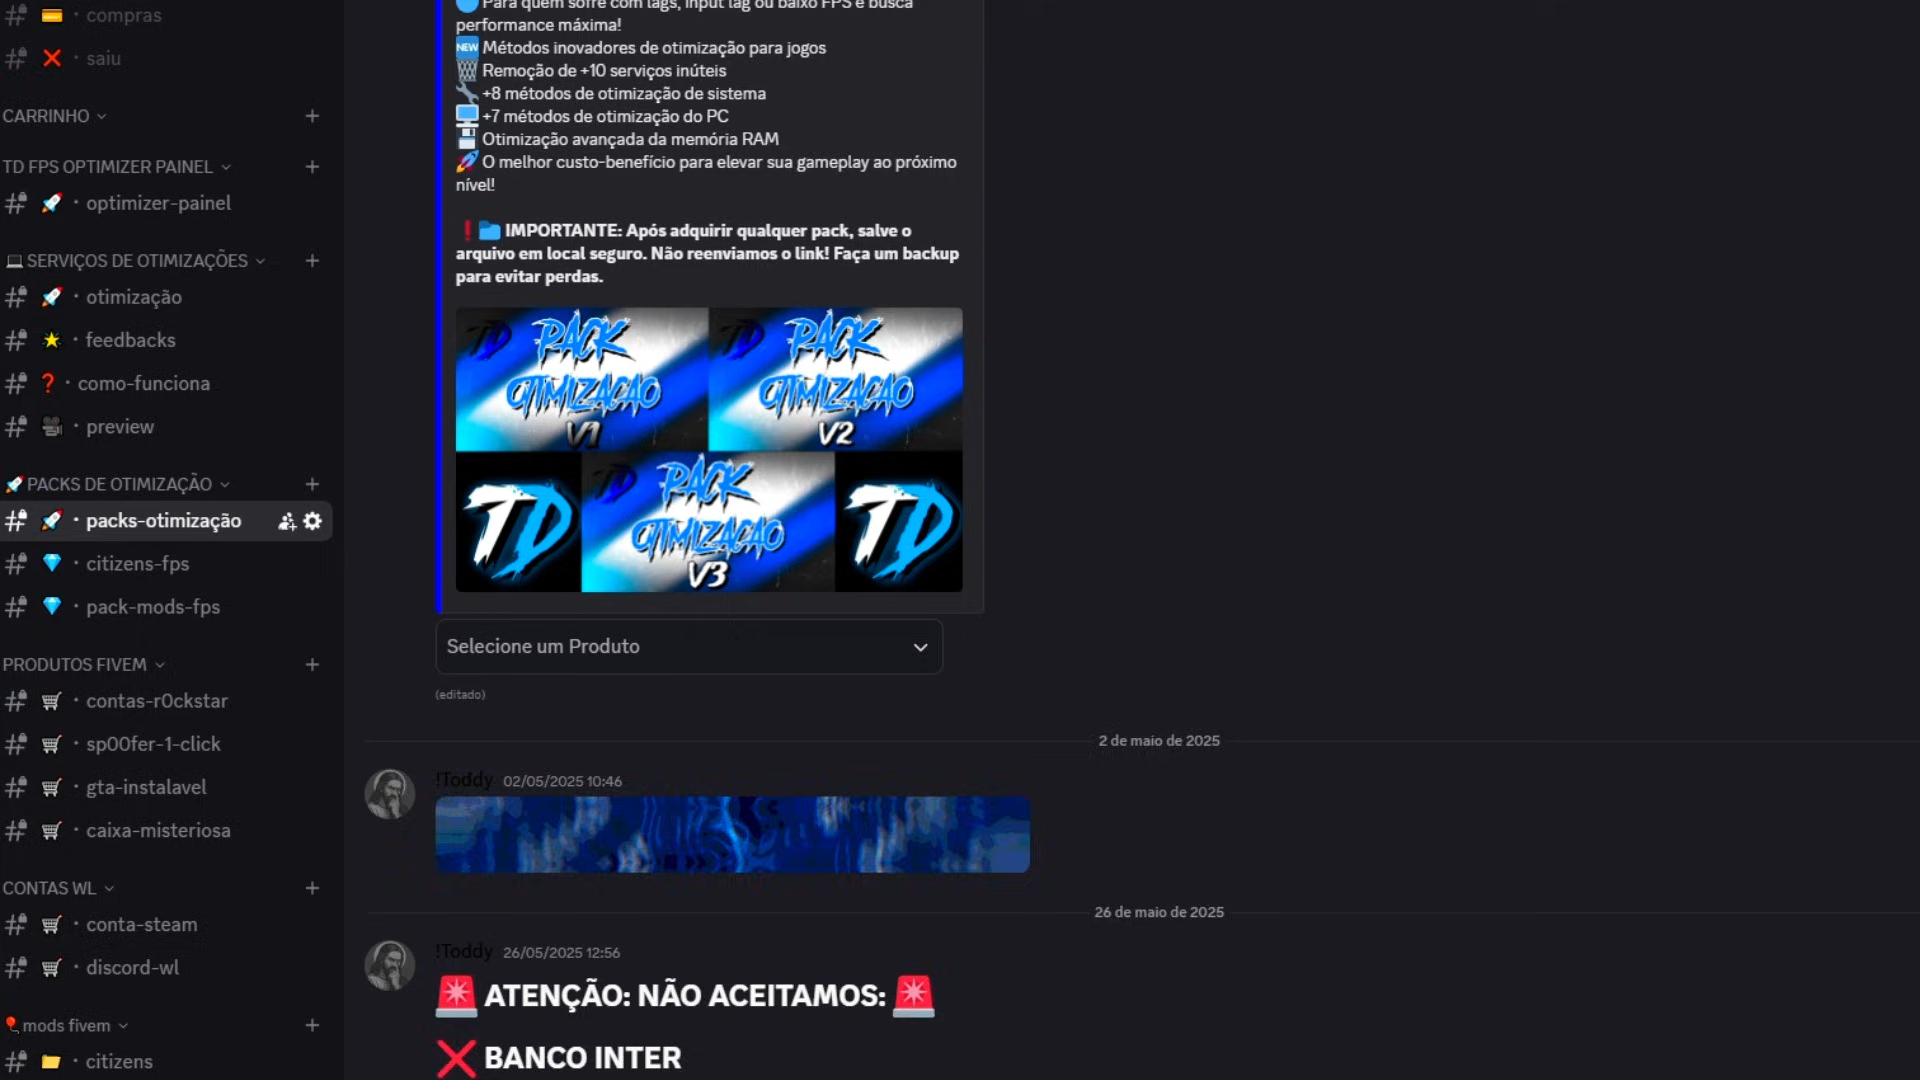 compras
saiu
CARRINHO
TD FPS OPTIMIZER PAINEL
optimizer-painel
SERVIÇOS DE OTIMIZAÇÕES
otimização
feedbacks
como-funciona
preview
PACKS DE OTIMIZAÇÃO
packs-otimização
citizens-fps
pack-mods-fps
PRODUTOS FIVEM
contas-r0ckstar
sp00fer-1-click
gta-instalavel
caixa-misteriosa
CONTAS WL
conta-steam
discord-wl
mods fivem
citizens
Para quem sofre com lags, input lag ou baixo FPS e busca
performance máxima!
NEW Métodos inovadores de otimização para jogos
Remoção de +10 serviços inúteis
+8 métodos de otimização de sistema
+7 métodos de otimização do PC
Otimização avançada da memória RAM
O melhor custo-benefício para elevar sua gameplay ao próximo
nível!
IMPORTANTE: Após adquirir qualquer pack, salve o
arquivo em local seguro. Não reenviamos o link! Faça um backup
para evitar perdas.
TD PACK
OTIMIZACAO
V1
TD PACK
OTIMIZACAO
V2
TD
TD PACK
OTIMIZACAO
V3
TD
Selecione um Produto
(editado)
2 de maio de 2025
!Toddy 02/05/2025 10:46
26 de maio de 2025
!Toddy 26/05/2025 12:56
ATENÇÃO: NÃO ACEITAMOS:
BANCO INTER